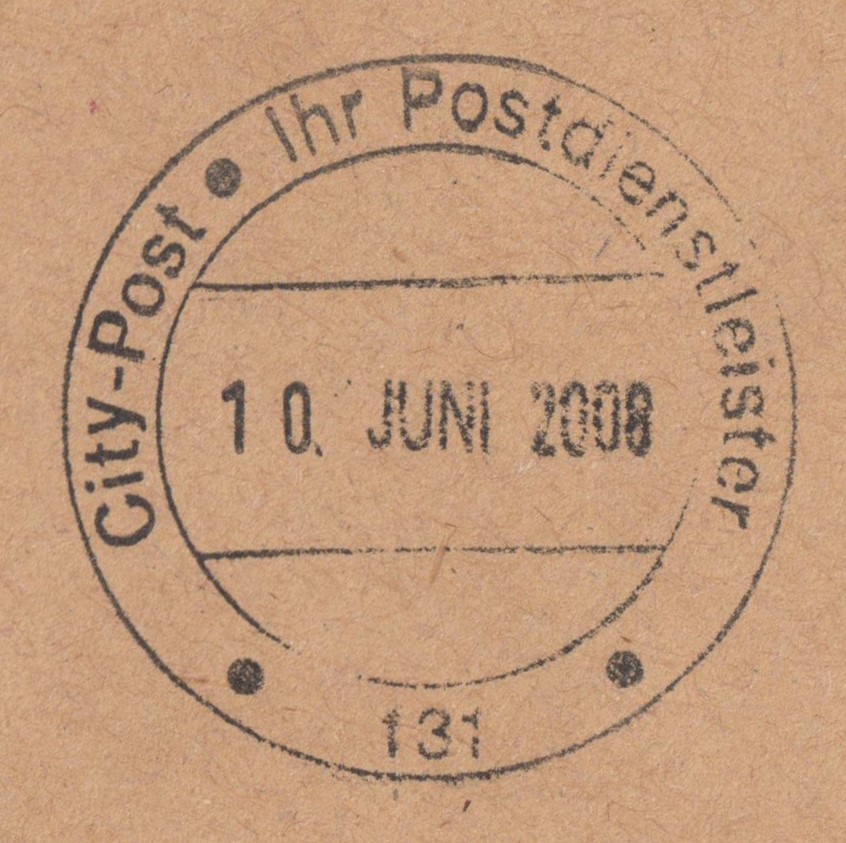 City-Post • Ihr Postdienstleister
10. JUNI 2008
• 131 •